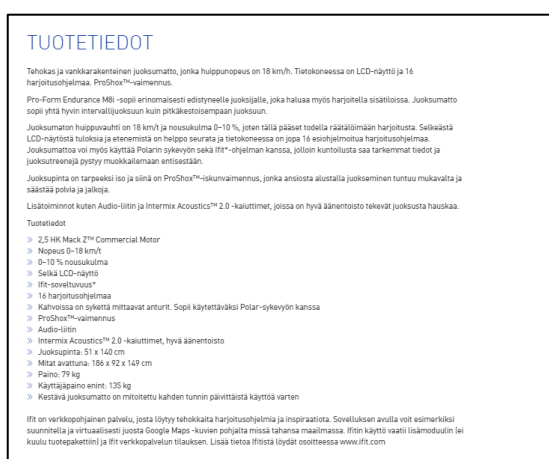 TUOTETIEDOT
Tehokas ja vankkarakenteinen juoksumatto, jonka huippunopeus on 18 km/h. Tietokoneessa on LCD-näyttö ja 16
harjoitusohjelmaa. ProShox™-vaimennus.
Pro-Form Endurance M8i -sopii erinomaisesti edistyneelle juoksijalle, joka haluaa myös harjoitella sisätiloissa. Juoksumatto
sopii yhtä hyvin intervallijuoksuun kuin pitkäkestoisempaan juoksuun.
Juoksumaton huippuvauhti on 18 km/t ja nousukulma 0–10 %, joten tällä pääset todella räätälöimään harjoitusta. Selkeästä
LCD-näytöstä tuloksia ja etenemistä on helppo seurata ja tietokoneessa on jopa 16 esiohjelmoitua harjoitusohjelmaa.
Jouksumattoa voi myös käyttää Polarin sykevyön sekä Ifit*-ohjelman kanssa, jolloin kuntoilusta saa tarkemmat tiedot ja
juoksutreenejä pystyy muokkailemaan entisestään.
Juoksupinta on tarpeeksi iso ja siinä on ProShox™-iskunvaimennus, jonka ansiosta alustalla juokseminen tuntuu mukavalta ja
säästää polvia ja jalkoja.
Lisätoiminnot kuten Audio-liitin ja Intermix Acoustics™ 2.0 -kaiuttimet, joissa on hyvä äänentoisto tekevät juoksusta hauskaa.
Tuotetiedot
» 2,5 HK Mack Z™ Commercial Motor
» Nopeus 0–18 km/t
» 0–10 % nousukulma
» Selkä LCD-näyttö
» Ifit-soveltuvuus*
» 16 harjoitusohjelmaa
» Kahvoissa on sykettä mittaavat anturit. Sopii käytettäväksi Polar-sykevyön kanssa
» ProShox™-vaimennus
» Audio-liitin
» Intermix Acoustics™ 2.0 -kaiuttimet, hyvä äänentoisto
» Juoksupinta: 51 x 140 cm
» Mitat avattuna: 186 x 92 x 149 cm
» Paino: 79 kg
» Käyttäjäpaino enint: 135 kg
» Kestävä juoksumatto on mitoitettu kahden tunnin päivittäistä käyttöä varten
Ifit on verkkopohjainen palvelu, josta löytyy tehokkaita harjoitusohjelmia ja inspiraatiota. Sovelluksen avulla voit esimerkiksi
suunnitella ja virtuaalisesti juosta Google Maps -kuvien pohjalta missä tahansa maailmassa. Ifitin käyttö vaatii lisämoduulin (ei
kuulu tuotepakettiin) ja Ifit verkkopalvelun tilauksen. Lisää tietoa Ifitistä löydät osoitteessa www.ifit.com